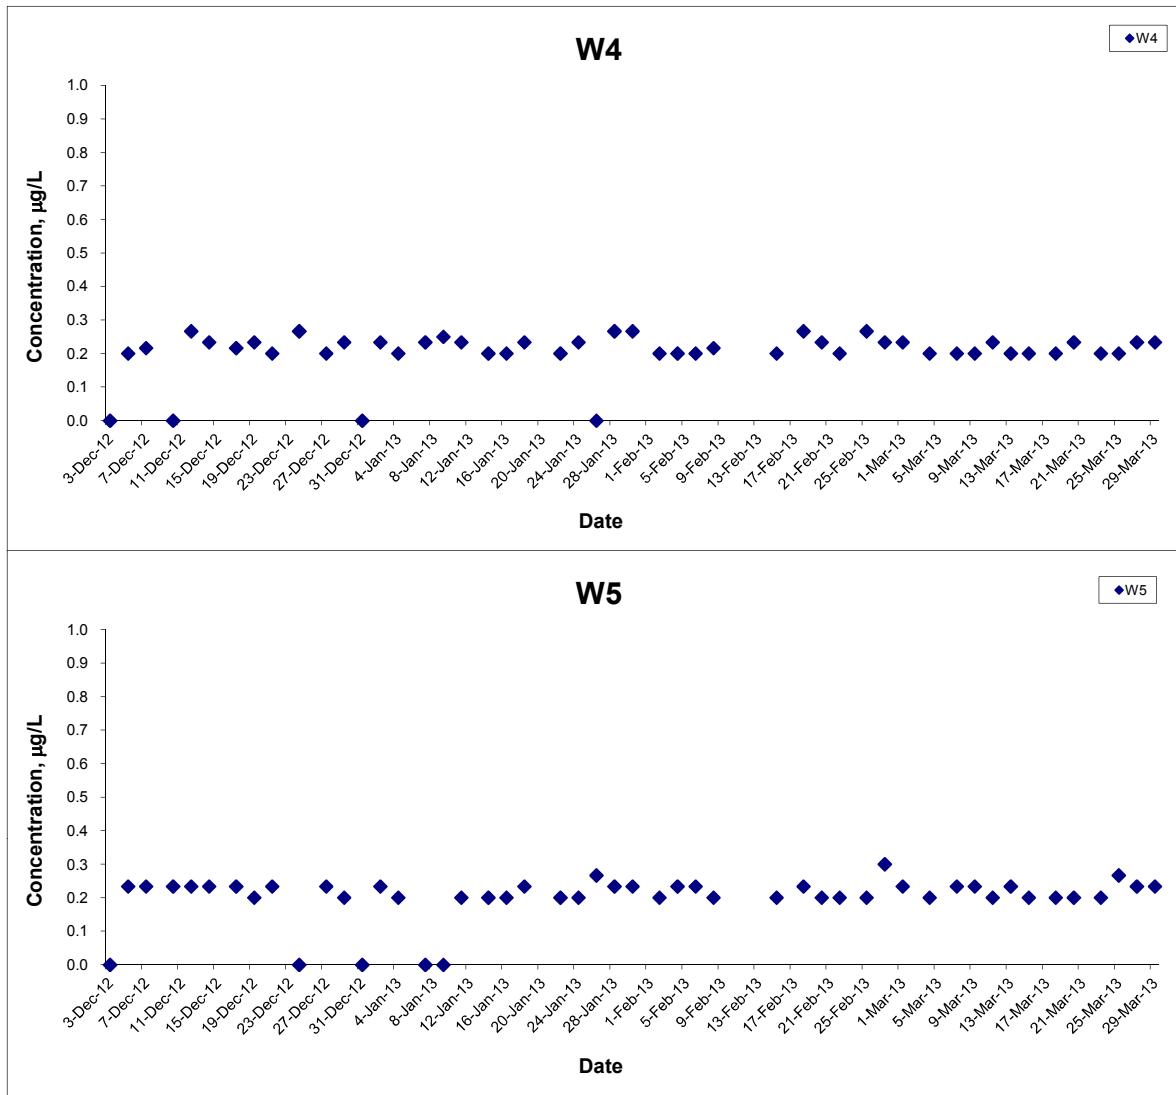 W4
W4
1.0
0.9
0.8
0.7
0.6
0.5
0.4
0.3
0.2
0.1
0.0
Concentration, µg/L
3-Dec-12
7-Dec-12
11-Dec-12
15-Dec-12
19-Dec-12
23-Dec-12
27-Dec-12
31-Dec-12
4-Jan-13
8-Jan-13
12-Jan-13
16-Jan-13
20-Jan-13
24-Jan-13
28-Jan-13
1-Feb-13
5-Feb-13
9-Feb-13
13-Feb-13
17-Feb-13
21-Feb-13
25-Feb-13
1-Mar-13
5-Mar-13
9-Mar-13
13-Mar-13
17-Mar-13
21-Mar-13
25-Mar-13
29-Mar-13
Date
W5
W5
1.0
0.9
0.8
0.7
0.6
0.5
0.4
0.3
0.2
0.1
0.0
Concentration, µg/L
3-Dec-12
7-Dec-12
11-Dec-12
15-Dec-12
19-Dec-12
23-Dec-12
27-Dec-12
31-Dec-12
4-Jan-13
8-Jan-13
12-Jan-13
16-Jan-13
20-Jan-13
24-Jan-13
28-Jan-13
1-Feb-13
5-Feb-13
9-Feb-13
13-Feb-13
17-Feb-13
21-Feb-13
25-Feb-13
1-Mar-13
5-Mar-13
9-Mar-13
13-Mar-13
17-Mar-13
21-Mar-13
25-Mar-13
29-Mar-13
Date